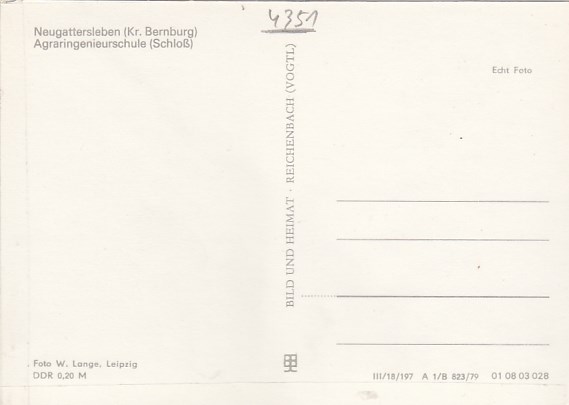 4351
Neugattersleben (Kr. Bernburg)
Agraringenieurschule (Schloß)
Echt Foto
BILD UND HEIMAT · REICHENBACH (VOGTL)
Foto W. Lange, Leipzig
DDR 0,20 M
III/18/197 A 1/B 823/79 01 08 03 028